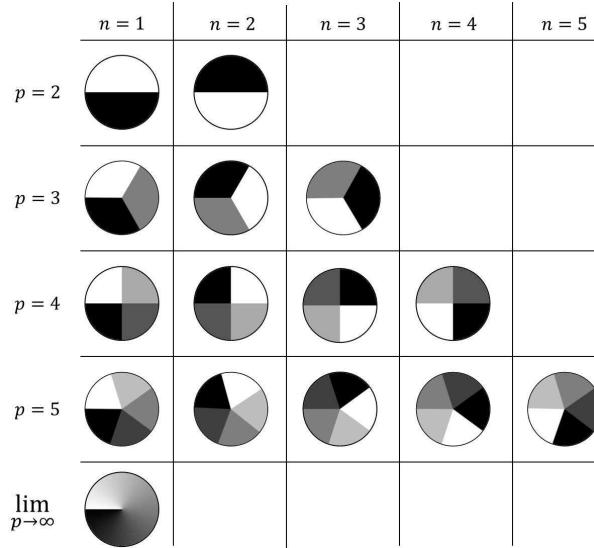 n = 1 n = 2 n = 3 n = 4 n = 5
p = 2
p = 3
p = 4
p = 5
lim
p→∞